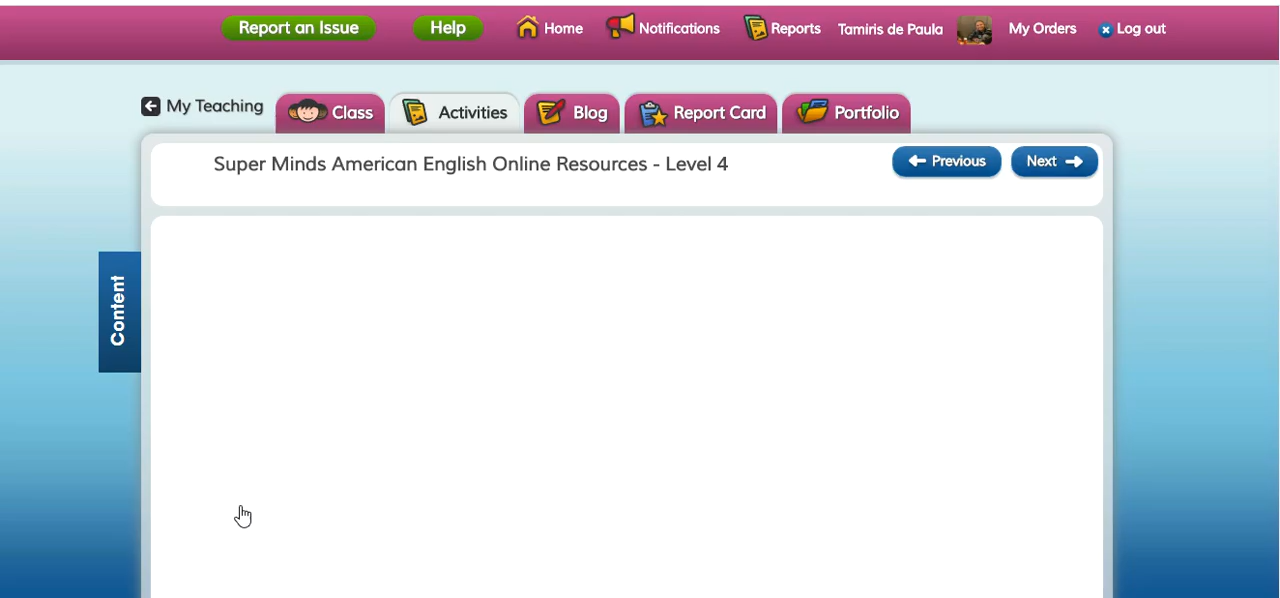 Report an Issue Help Home Notifications Reports Tamiris de Paula My Orders Log out
My Teaching Class Activities Blog Report Card Portfolio
Super Minds American English Online Resources - Level 4 Previous Next
Content